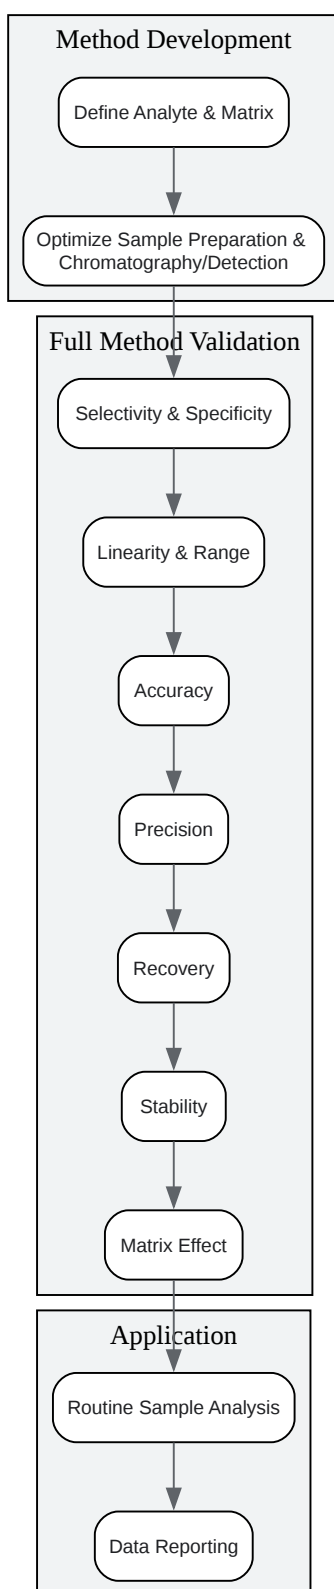 Method Development
Define Analyte & Matrix
Optimize Sample Preparation &
Chromatography/Detection
Full Method Validation
Selectivity & Specificity
Linearity & Range
Accuracy
Precision
Recovery
Stability
Matrix Effect
Application
Routine Sample Analysis
Data Reporting